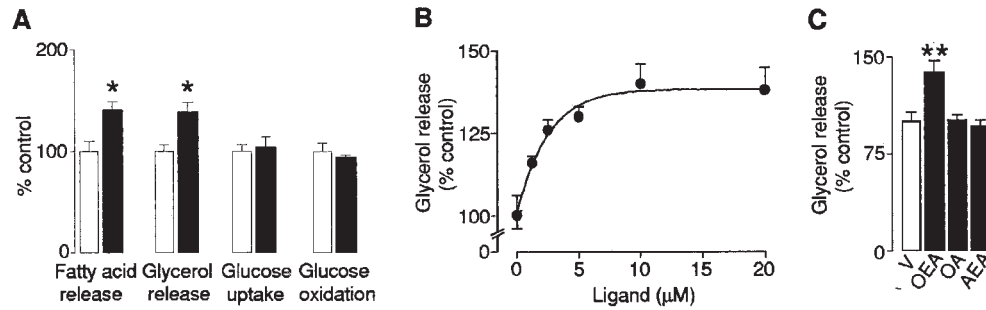 A
200
100
0
% control
*
*
Fatty acid
release
Glycerol
release
Glucose
uptake
Glucose
oxidation
B
150
125
100
0
Glycerol release
(% control)
0
5
10
15
20
Ligand (μM)
C
150
75
0
Glycerol release
(% control)
**
V
OEA
OA
AEA